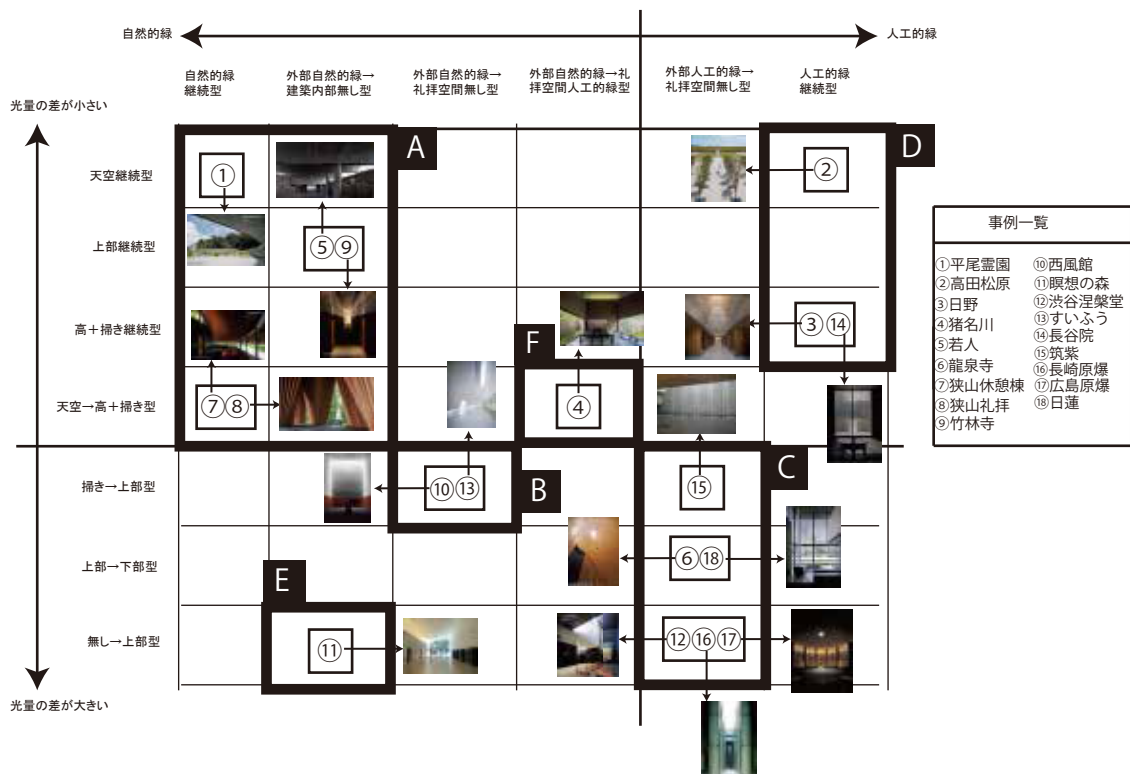 自然的緑
人工的緑
自然的緑
継続型
外部自然的緑→
建築内部無し型
外部自然的緑→
礼拝空間無し型
外部自然的緑→礼
拝空間人工的緑型
外部人工的緑→
礼拝空間無し型
人工的緑
継続型
光量の差が小さい
A
D
天空継続型
①
②
上部継続型
⑤⑨
高＋掃き継続型
③⑭
F
天空→高＋掃き型
⑦⑧
④
掃き→上部型
⑩⑬
B
⑮
C
上部→下部型
⑥⑱
E
無し→上部型
⑪
⑫⑯⑰
光量の差が大きい
事例一覧
①平尾霊園
②高田松原
③日野
④猪名川
⑤若人
⑥龍泉寺
⑦狭山休憩棟
⑧狭山礼拝
⑨竹林寺
⑩西風館
⑪瞑想の森
⑫渋谷涅槃堂
⑬すいふう
⑭長谷院
⑮筑紫
⑯長崎原爆
⑰広島原爆
⑱日蓮